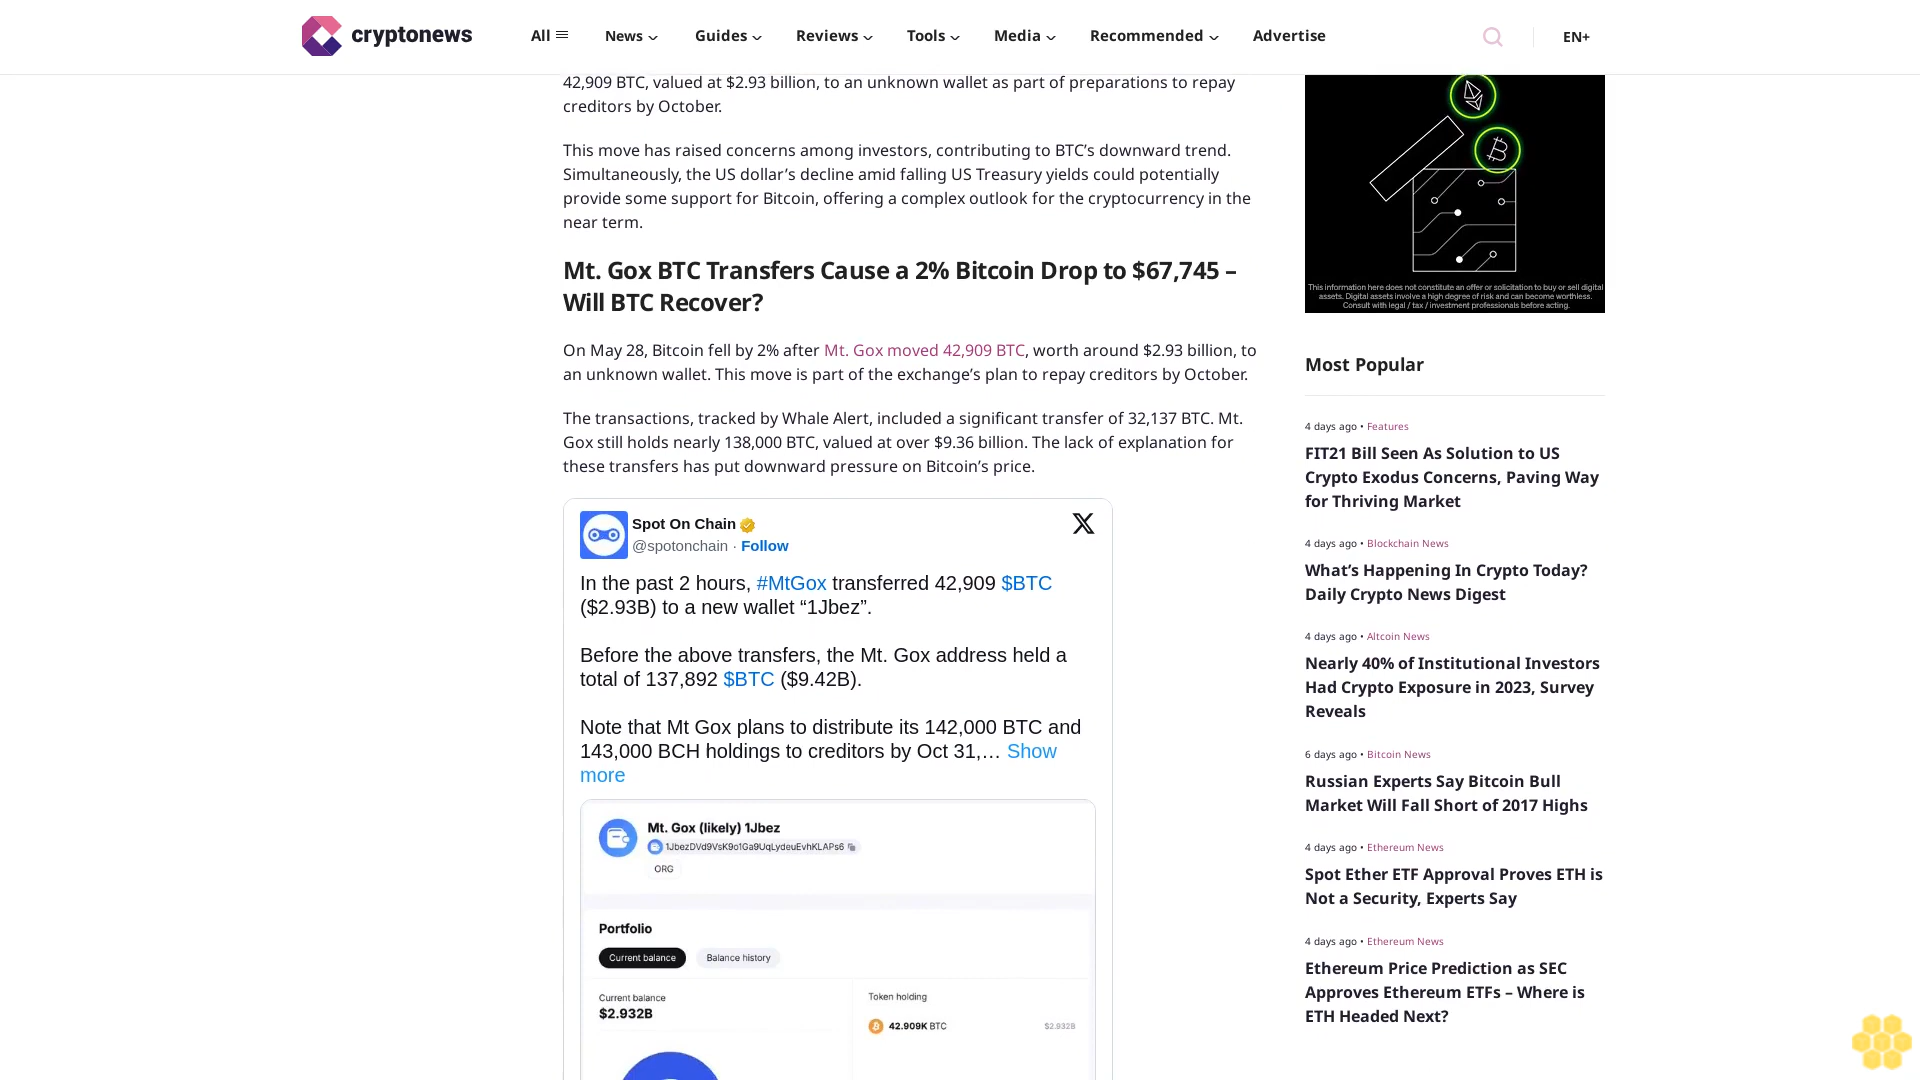 cryptonews
All
News
Guides
Reviews
Tools
Media
Recommended
Advertise
EN+
42,909 BTC, valued at $2.93 billion, to an unknown wallet as part of preparations to repay
creditors by October.
This move has raised concerns among investors, contributing to BTC’s downward trend.
Simultaneously, the US dollar’s decline amid falling US Treasury yields could potentially
provide some support for Bitcoin, offering a complex outlook for the cryptocurrency in the
near term.
Mt. Gox BTC Transfers Cause a 2% Bitcoin Drop to $67,745 –
Will BTC Recover?
On May 28, Bitcoin fell by 2% after Mt. Gox moved 42,909 BTC, worth around $2.93 billion, to
an unknown wallet. This move is part of the exchange’s plan to repay creditors by October.
The transactions, tracked by Whale Alert, included a significant transfer of 32,137 BTC. Mt.
Gox still holds nearly 138,000 BTC, valued at over $9.36 billion. The lack of explanation for
these transfers has put downward pressure on Bitcoin’s price.
Spot On Chain
@spotonchain · Follow
In the past 2 hours, #MtGox transferred 42,909 $BTC
($2.93B) to a new wallet “1Jbez”.
Before the above transfers, the Mt. Gox address held a
total of 137,892 $BTC ($9.42B).
Note that Mt Gox plans to distribute its 142,000 BTC and
143,000 BCH holdings to creditors by Oct 31,… Show
more
Mt. Gox (likely) 1Jbez
1JbezDVd9VsK9o1Ga9UqLydeuEvhKLAPs6
ORG
Portfolio
Current balance
Balance history
Current balance
$2.932B
Token holding
42.909K BTC
$2.932B
This information here does not constitute an offer or solicitation to buy or sell digital
assets. Digital assets involve a high degree of risk and can become worthless.
Consult with legal / tax / investment professionals before acting.
Most Popular
4 days ago • Features
FIT21 Bill Seen As Solution to US
Crypto Exodus Concerns, Paving Way
for Thriving Market
4 days ago • Blockchain News
What’s Happening In Crypto Today?
Daily Crypto News Digest
4 days ago • Altcoin News
Nearly 40% of Institutional Investors
Had Crypto Exposure in 2023, Survey
Reveals
6 days ago • Bitcoin News
Russian Experts Say Bitcoin Bull
Market Will Fall Short of 2017 Highs
4 days ago • Ethereum News
Spot Ether ETF Approval Proves ETH is
Not a Security, Experts Say
4 days ago • Ethereum News
Ethereum Price Prediction as SEC
Approves Ethereum ETFs – Where is
ETH Headed Next?